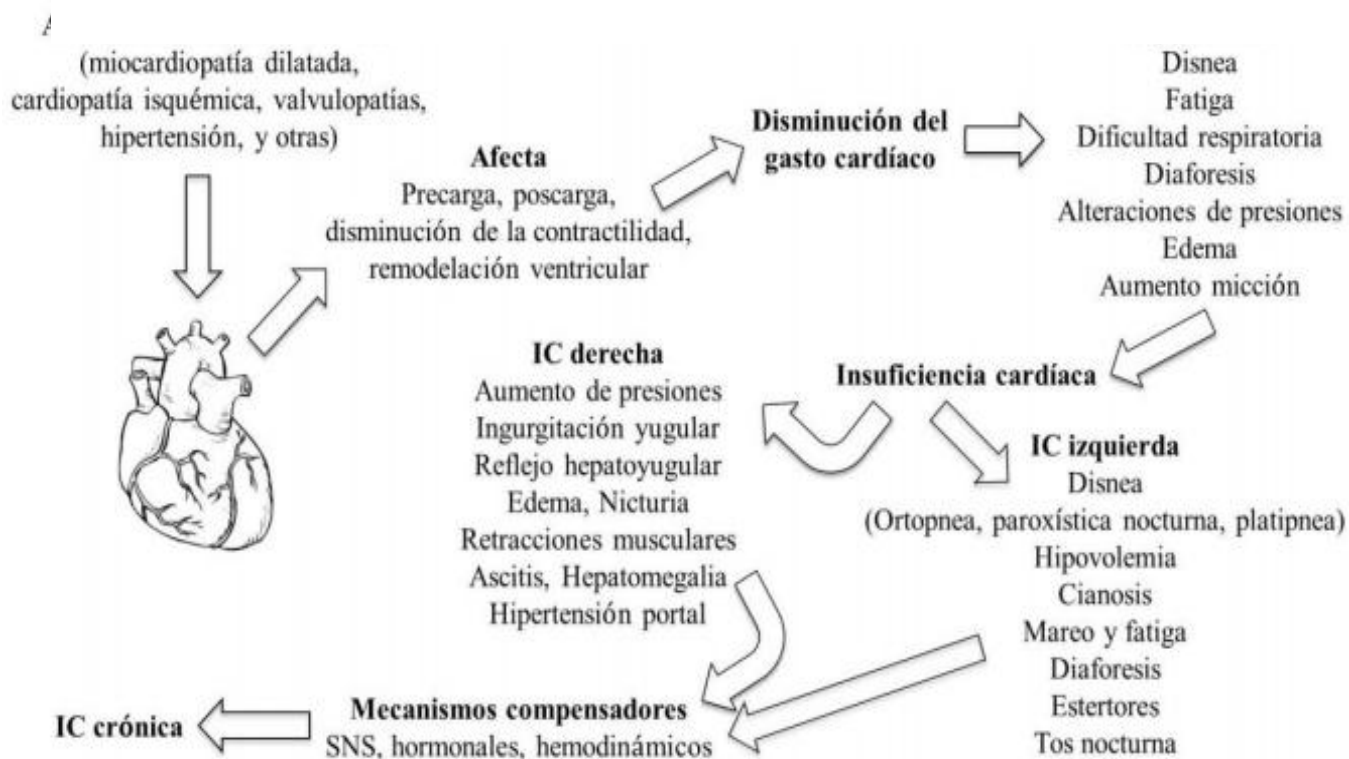 (miocardiopatía dilatada,
cardiopatía isquémica, valvulopatías,
hipertensión, y otras)
Afecta
Precarga, poscarga,
disminución de la contractilidad,
remodelación ventricular
Disminución del
gasto cardíaco
Disnea
Fatiga
Dificultad respiratoria
Diaforesis
Alteraciones de presiones
Edema
Aumento micción
Insuficiencia cardíaca
IC derecha
Aumento de presiones
Ingurgitación yugular
Reflejo hepatoyugular
Edema, Nicturia
Retracciones musculares
Ascitis, Hepatomegalia
Hipertensión portal
IC izquierda
Disnea
(Ortopnea, paroxística nocturna, platipnea)
Hipovolemia
Cianosis
Mareo y fatiga
Diaforesis
Estertores
Tos nocturna
Mecanismos compensadores
SNS, hormonales, hemodinámicos
IC crónica